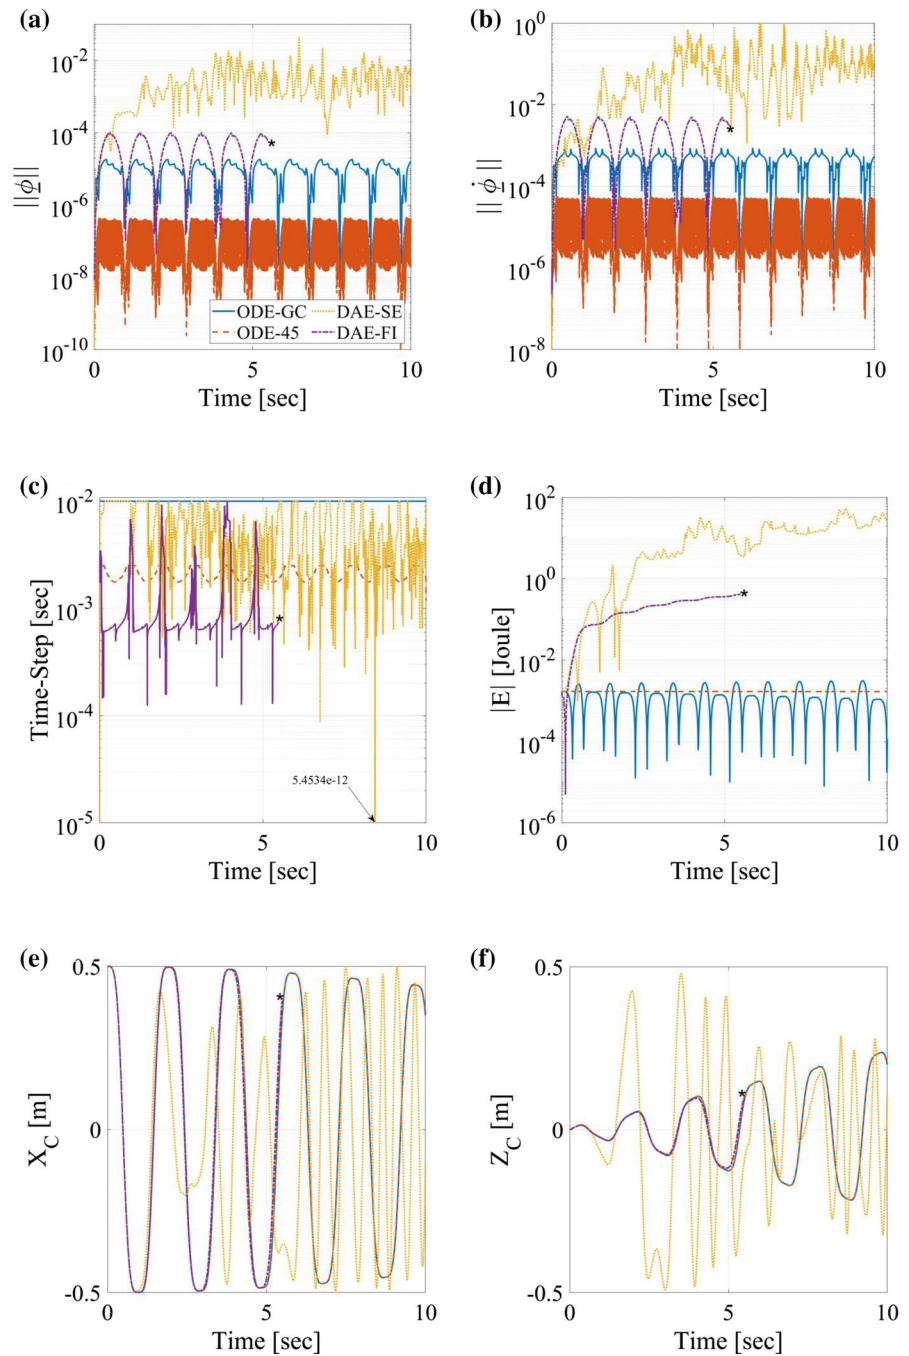 (a)
10^-2
10^-4
10^-6
10^-8
10^-10
||ϕ||
ODE-GC
DAE-SE
ODE-45
DAE-FI
*
0
5
10
Time [sec]
(b)
10^0
10^-2
10^-4
10^-6
10^-8
||ϕ̇||
*
0
5
10
Time [sec]
(c)
10^-2
10^-3
10^-4
10^-5
Time-Step [sec]
*
5.4534e-12
0
5
10
Time [sec]
(d)
10^2
10^0
10^-2
10^-4
10^-6
|E| [Joule]
*
0
5
10
Time [sec]
(e)
0.5
0
-0.5
X_C [m]
*
0
5
10
Time [sec]
(f)
0.5
0
-0.5
Z_C [m]
*
0
5
10
Time [sec]